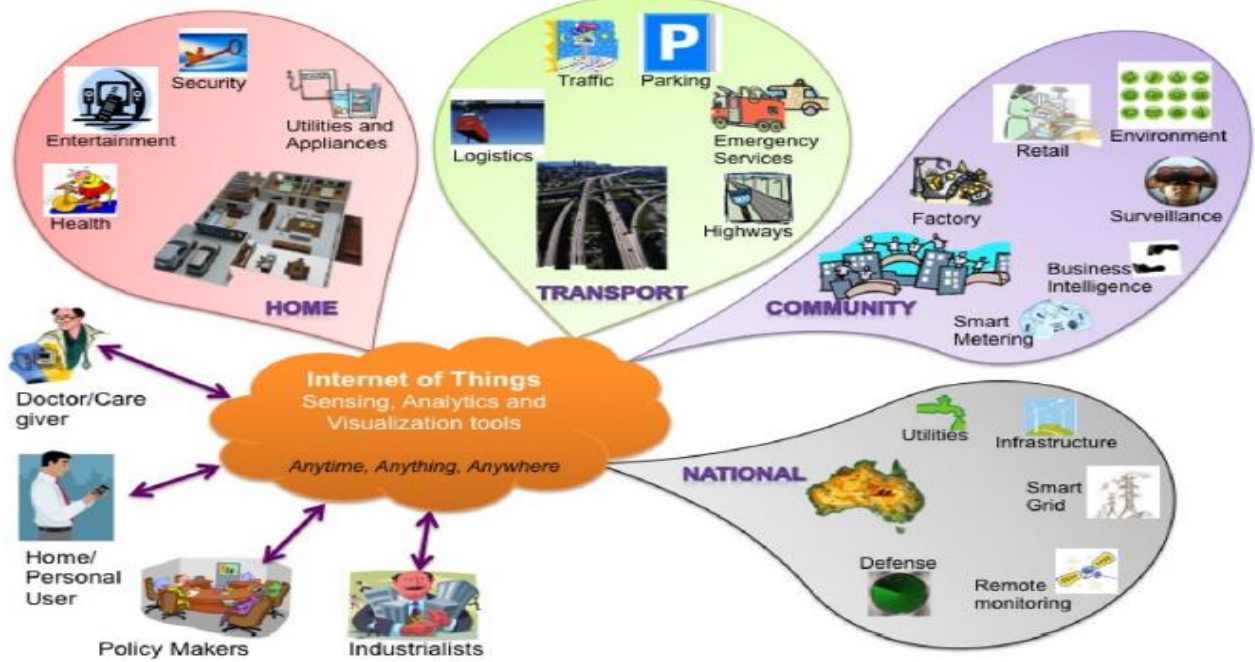 Security
Entertainment
Utilities and
Appliances
Health
HOME
Traffic
P
Parking
Logistics
Emergency
Services
Highways
TRANSPORT
Retail
Environment
Factory
Surveillance
Business
Intelligence
COMMUNITY
Smart
Metering
Internet of Things
Sensing, Analytics and
Visualization tools
Anytime, Anything, Anywhere
Doctor/Care
giver
Home/
Personal
User
Policy Makers
Industrialists
NATIONAL
Utilities
Infrastructure
Smart
Grid
Defense
Remote
monitoring